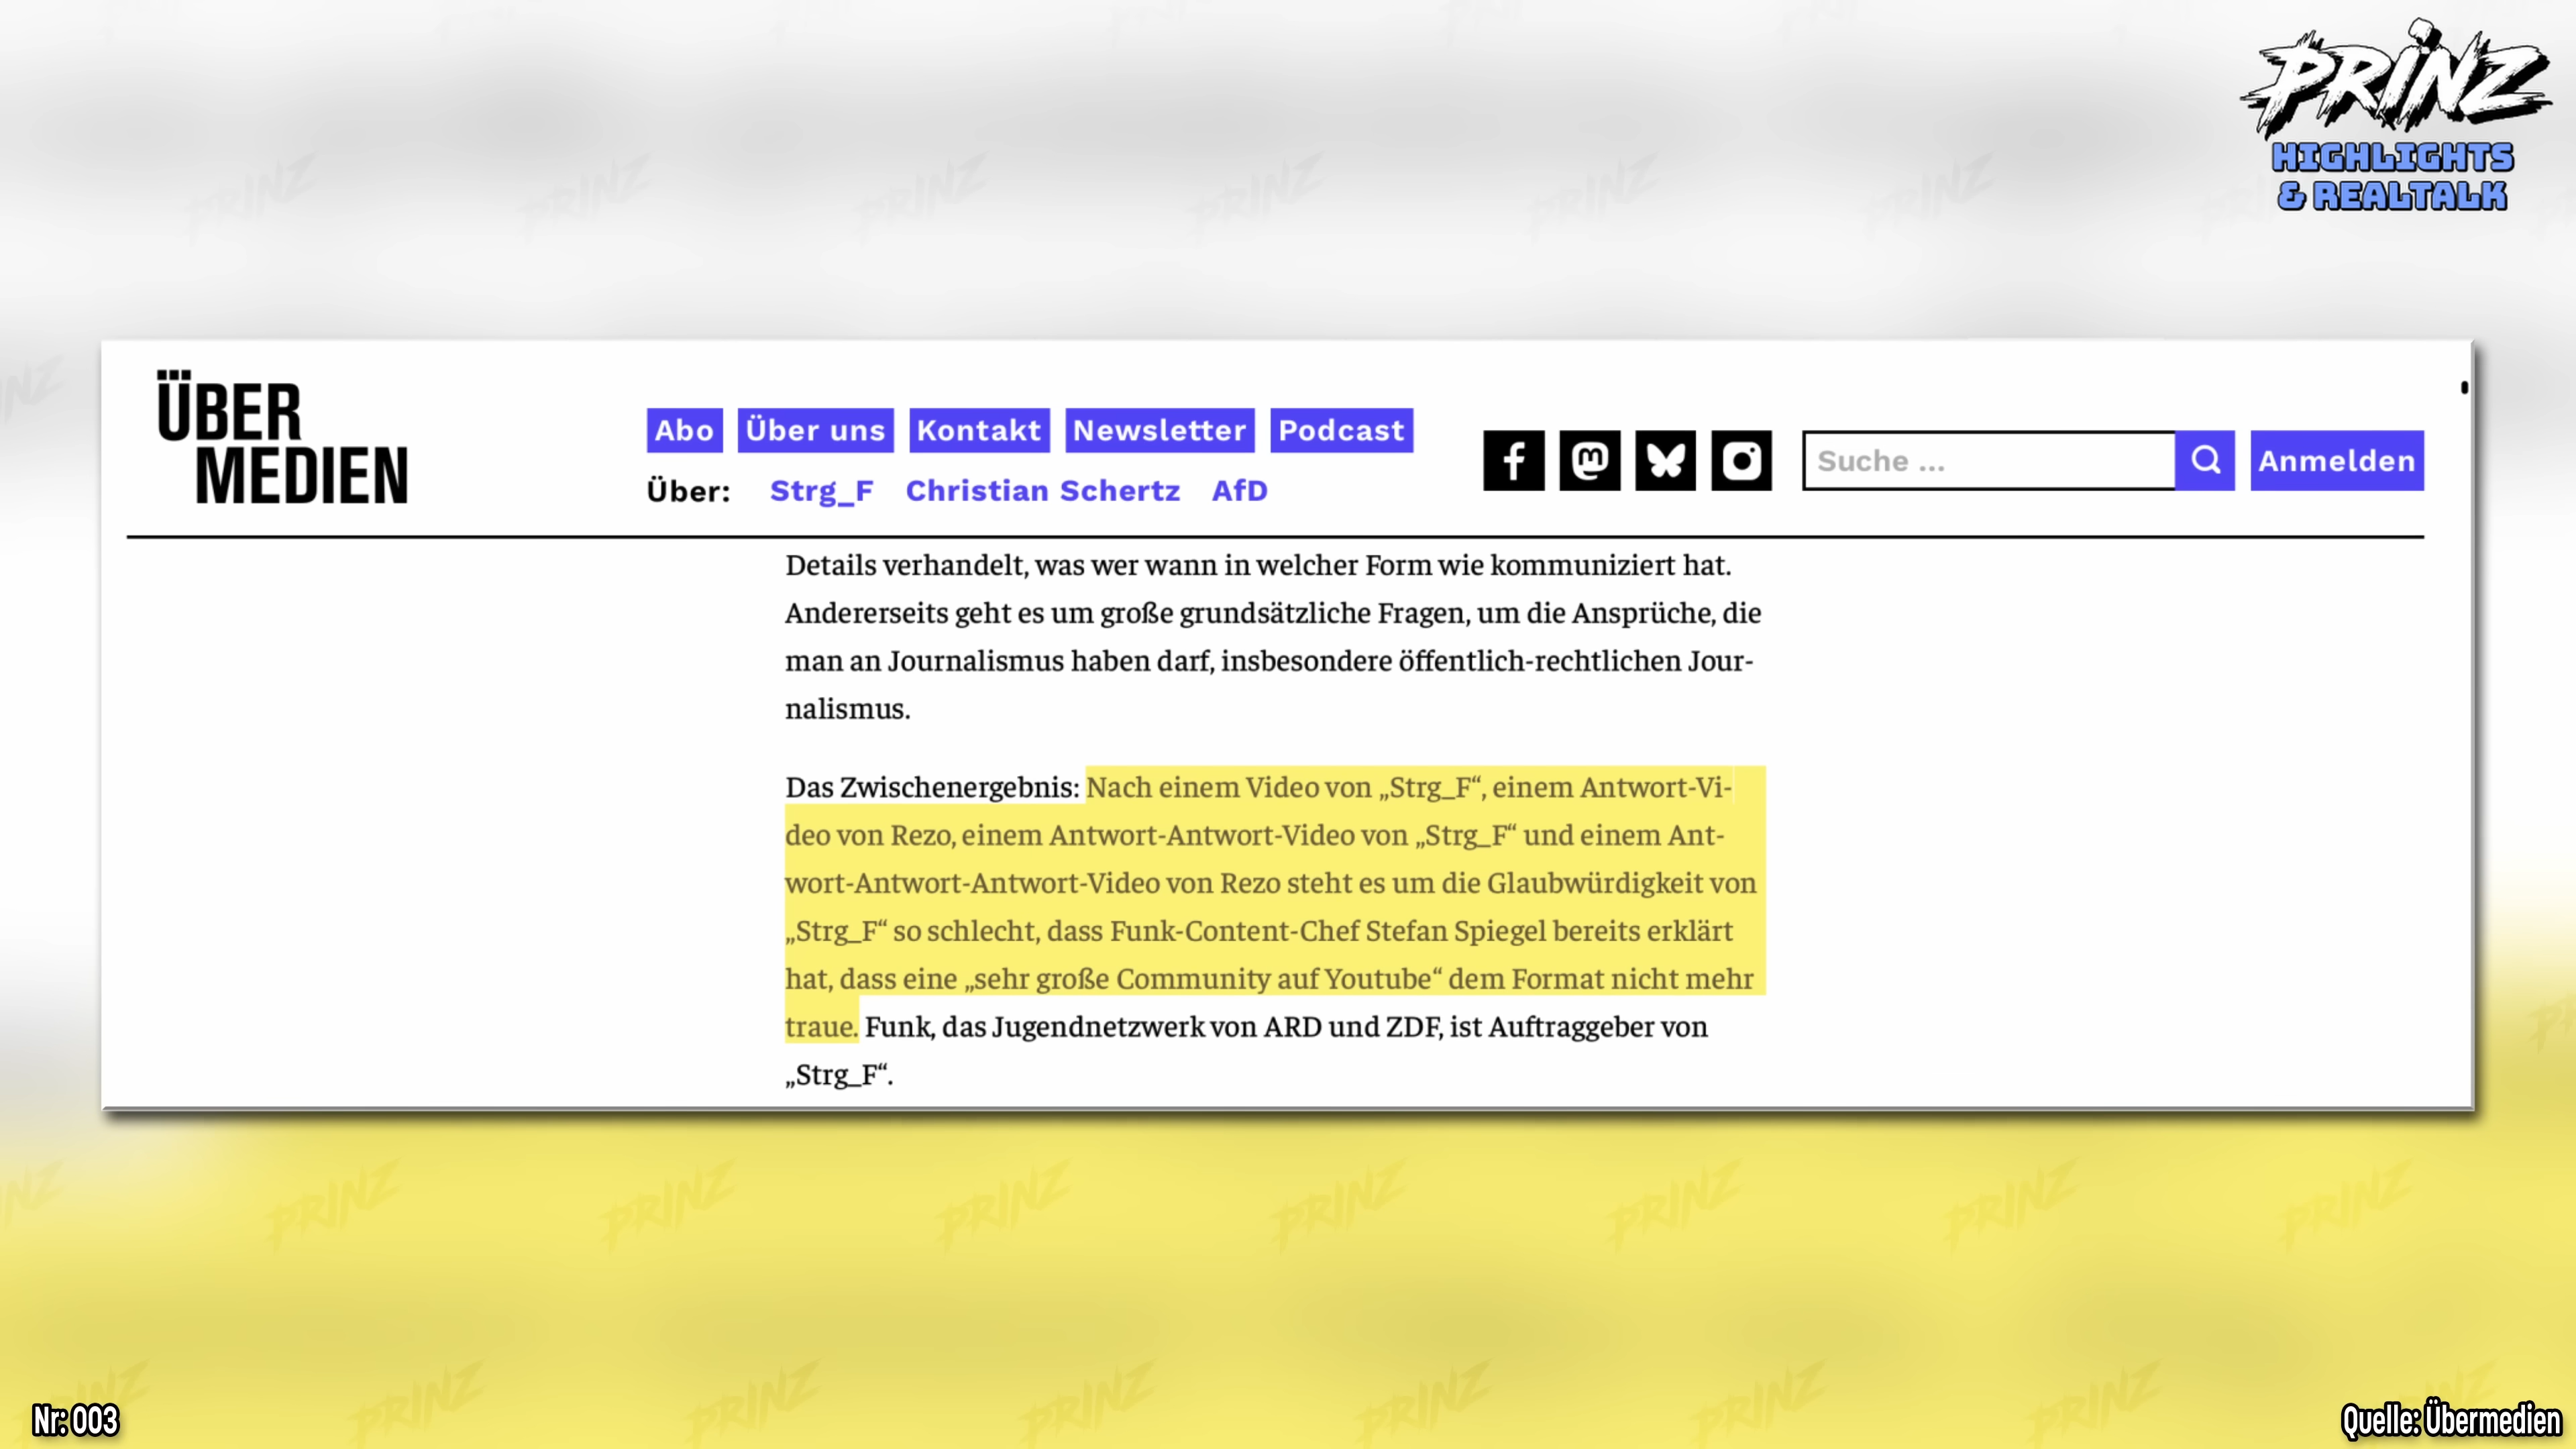 PRINZ
HIGHLIGHTS
& REALTALK
ÜBER
MEDIEN
Abo Über uns Kontakt Newsletter Podcast
Über: Strg_F Christian Schertz AfD
Suche ...
Anmelden
Details verhandelt, was wer wann in welcher Form wie kommuniziert hat.
Andererseits geht es um große grundsätzliche Fragen, um die Ansprüche, die
man an Journalismus haben darf, insbesondere öffentlich-rechtlichen Jour-
nalismus.
Das Zwischenergebnis: Nach einem Video von „Strg_F“, einem Antwort-Vi-
deo von Rezo, einem Antwort-Antwort-Video von „Strg_F“ und einem Ant-
wort-Antwort-Antwort-Video von Rezo steht es um die Glaubwürdigkeit von
„Strg_F“ so schlecht, dass Funk-Content-Chef Stefan Spiegel bereits erklärt
hat, dass eine „sehr große Community auf Youtube“ dem Format nicht mehr
traue. Funk, das Jugendnetzwerk von ARD und ZDF, ist Auftraggeber von
„Strg_F“.
Nr: 003
Quelle: Übermedien